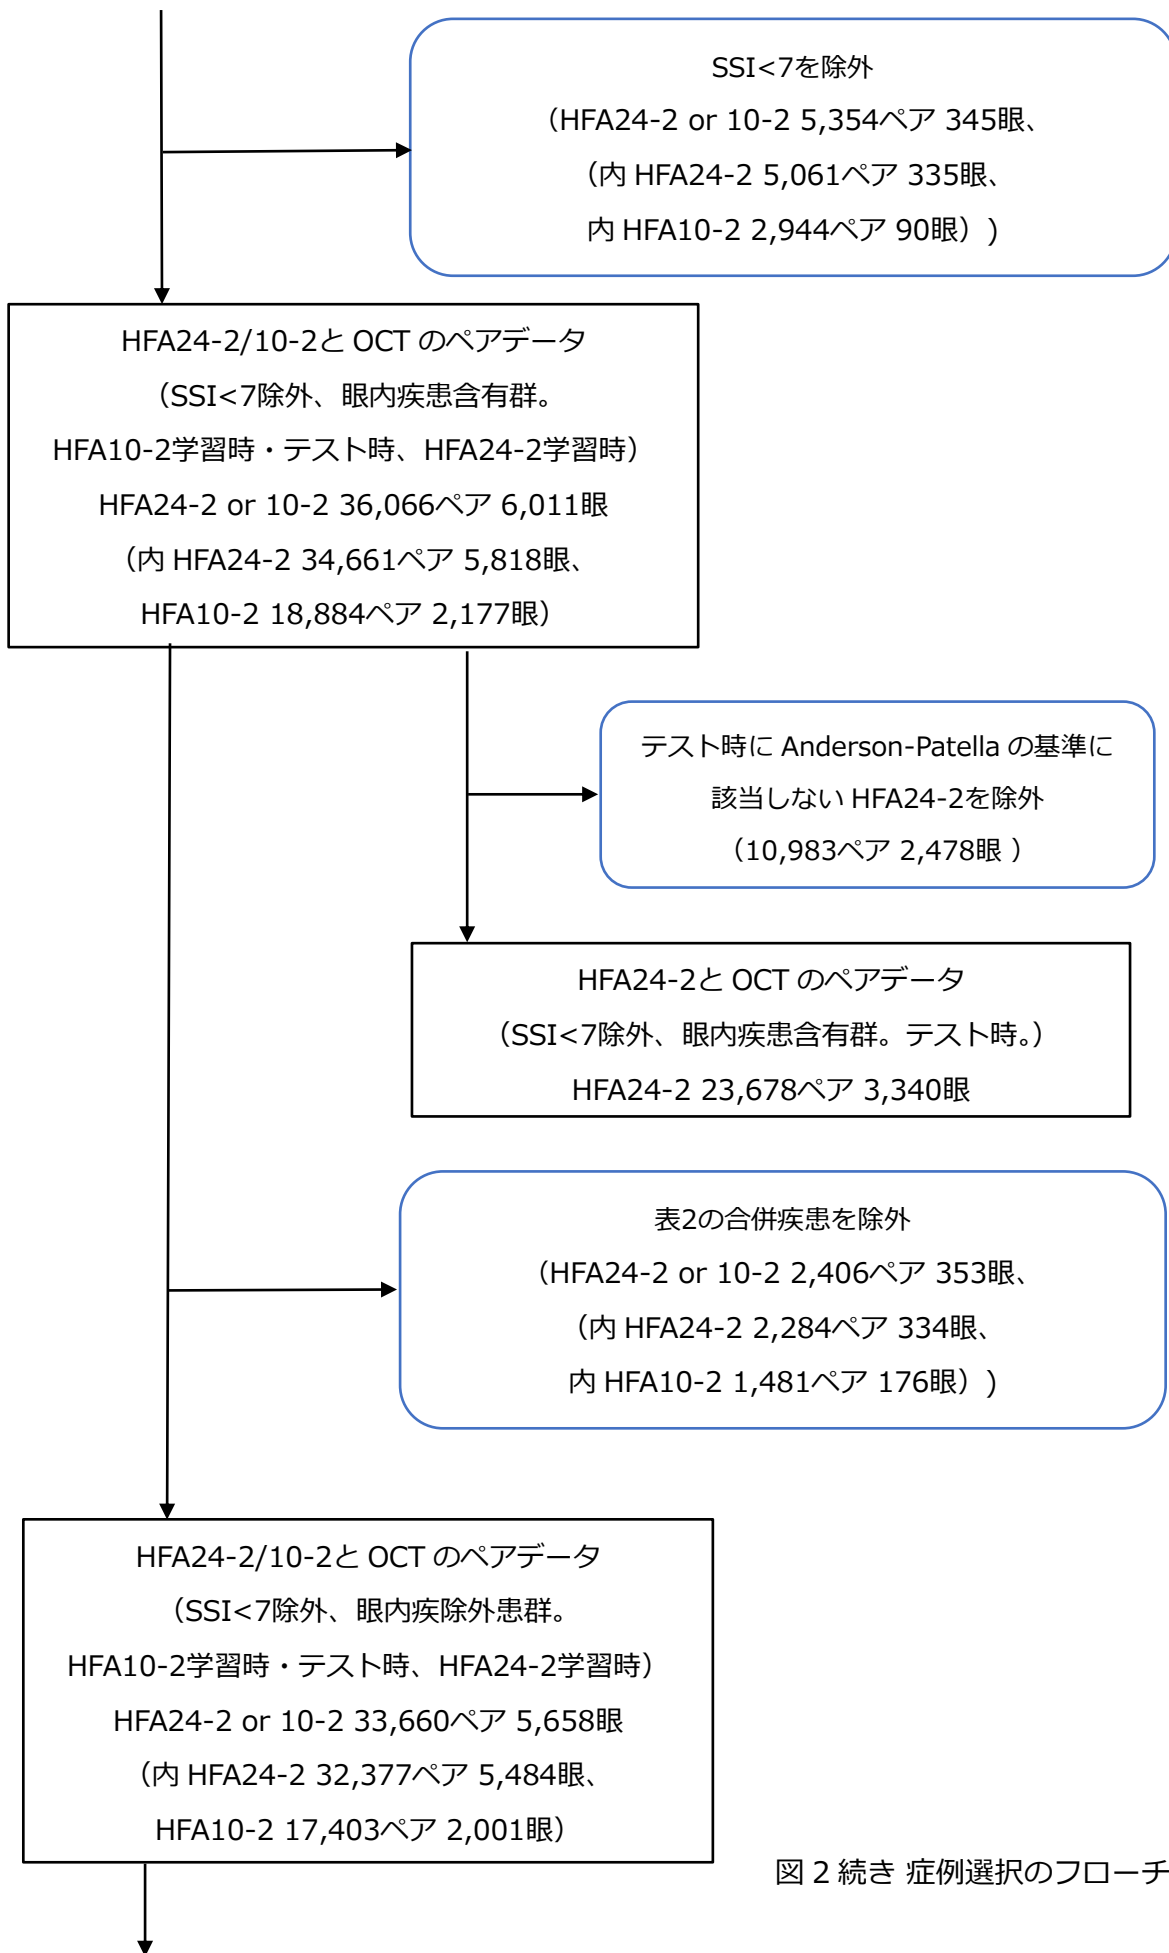 SSI<7を除外
（HFA24-2 or 10-2 5,354ペア 345眼、
（内 HFA24-2 5,061ペア 335眼、
内 HFA10-2 2,944ペア 90眼）)
HFA24-2/10-2と OCT のペアデータ
（SSI<7除外、眼内疾患含有群。
HFA10-2学習時・テスト時、HFA24-2学習時）
HFA24-2 or 10-2 36,066ペア 6,011眼
（内 HFA24-2 34,661ペア 5,818眼、
HFA10-2 18,884ペア 2,177眼）
テスト時に Anderson-Patella の基準に
該当しない HFA24-2を除外
（10,983ペア 2,478眼 ）
HFA24-2と OCT のペアデータ
（SSI<7除外、眼内疾患含有群。テスト時。）
HFA24-2 23,678ペア 3,340眼
表2の合併疾患を除外
（HFA24-2 or 10-2 2,406ペア 353眼、
（内 HFA24-2 2,284ペア 334眼、
内 HFA10-2 1,481ペア 176眼）)
HFA24-2/10-2と OCT のペアデータ
（SSI<7除外、眼内疾除外患群。
HFA10-2学習時・テスト時、HFA24-2学習時）
HFA24-2 or 10-2 33,660ペア 5,658眼
（内 HFA24-2 32,377ペア 5,484眼、
HFA10-2 17,403ペア 2,001眼）
図 2 続き 症例選択のフローチ